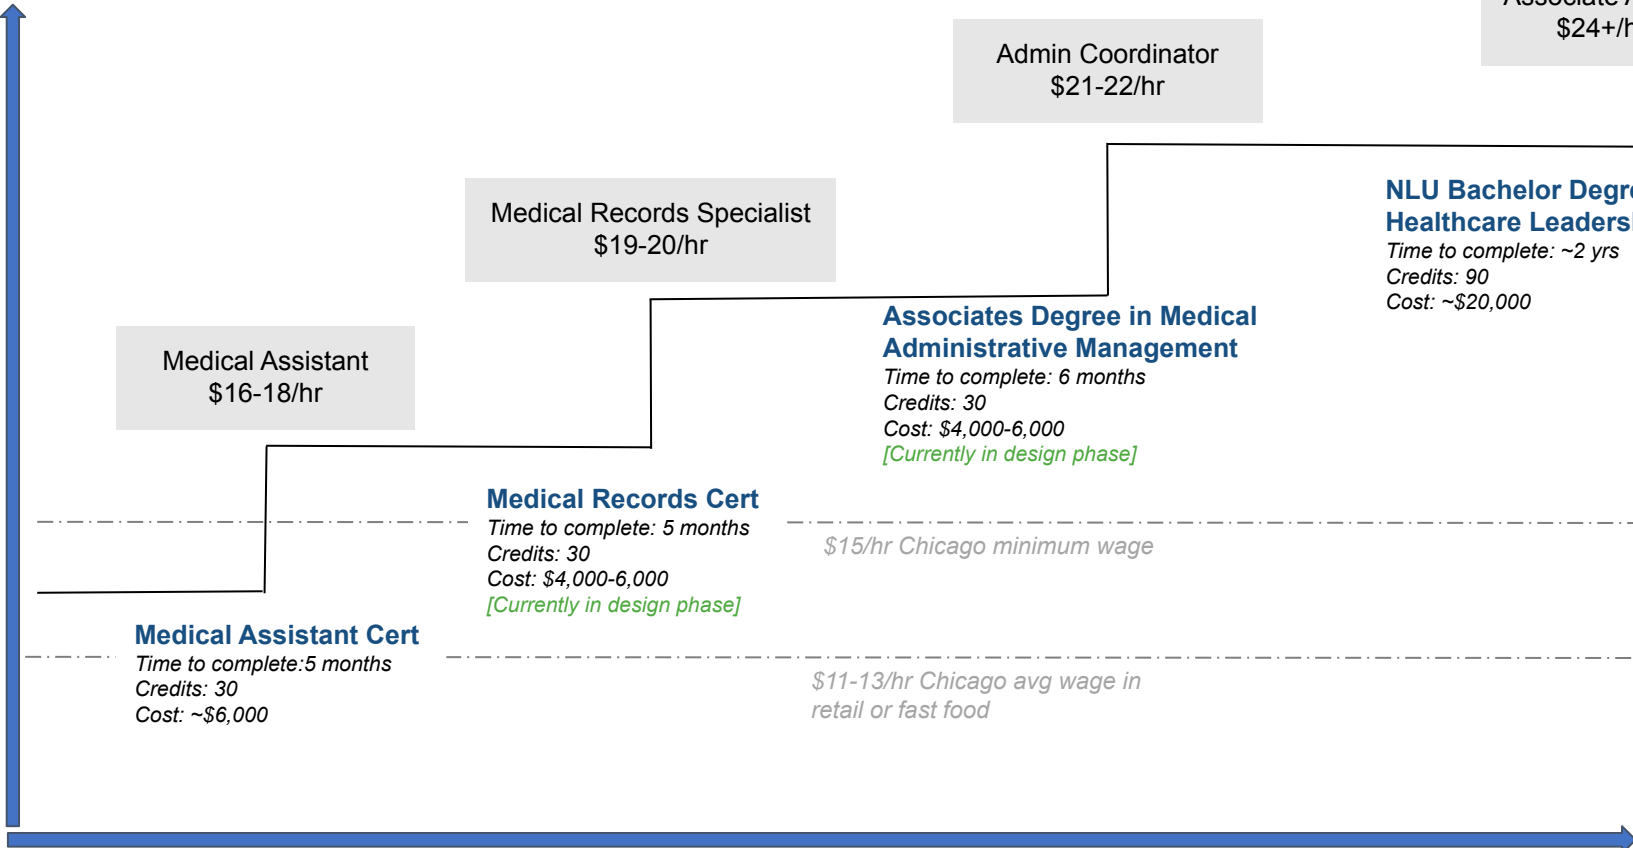 Associate
$24+/h
Admin Coordinator
$21-22/hr
Medical Records Specialist
$19-20/hr
NLU Bachelor
Healthcare
Time to complete: ~2 yrs
Credits: 90
Cost: ~$20,000
Associates Degree in Medical
Administrative Management
Time to complete: 6 months
Credits: 30
Cost: $4,000-6,000
[Currently in design phase]
Medical Assistant
$16-18/hr
Medical Records Cert
Time to complete: 5 months
Credits: 30
Cost: $4,000-6,000
[Currently in design phase]
$15/hr Chicago minimum wage
Medical Assistant Cert
Time to complete:5 months
Credits: 30
Cost: ~$6,000
$11-13/hr Chicago avg wage in
retail or fast food